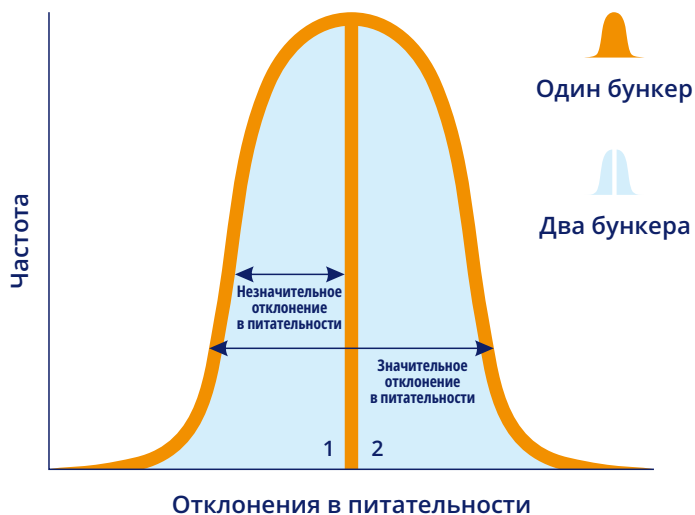 Один бункер
Два бункера
Частота
Незначительное
отклонение
в питательности
Значительное
отклонение
в питательности
1
2
Отклонения в питательности